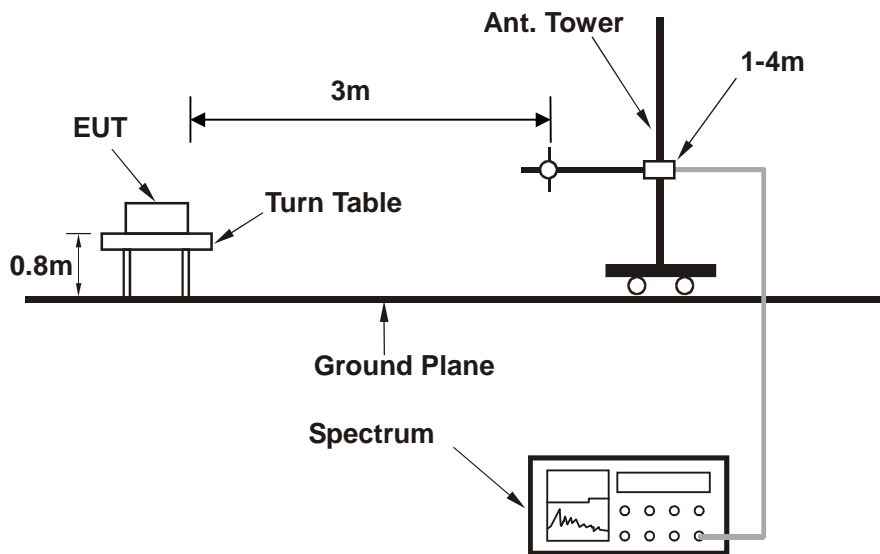 Ant. Tower
1-4m
3m
EUT
Turn Table
0.8m
Ground Plane
Spectrum